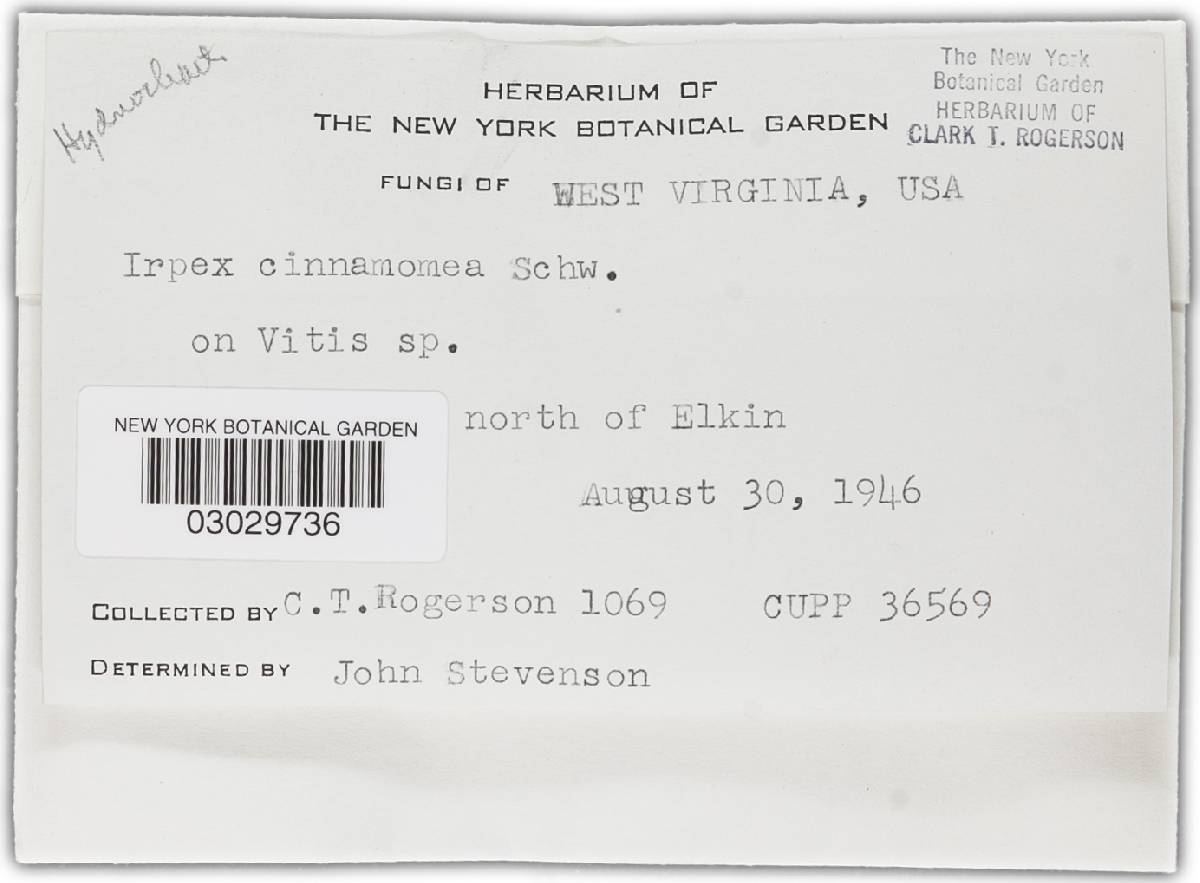 Hydnochaete
The New York
Botanical Garden
HERBARIUM OF
CLARK T. ROGERSON
HERBARIUM OF
THE NEW YORK BOTANICAL GARDEN
FUNGI OF WEST VIRGINIA, USA
Irpex cinnamomea Schw.
on Vitis sp.
north of Elkin
NEW YORK BOTANICAL GARDEN
03029736
August 30, 1946
COLLECTED BY C.T.Rogerson 1069 CUPP 36569
DETERMINED BY John Stevenson